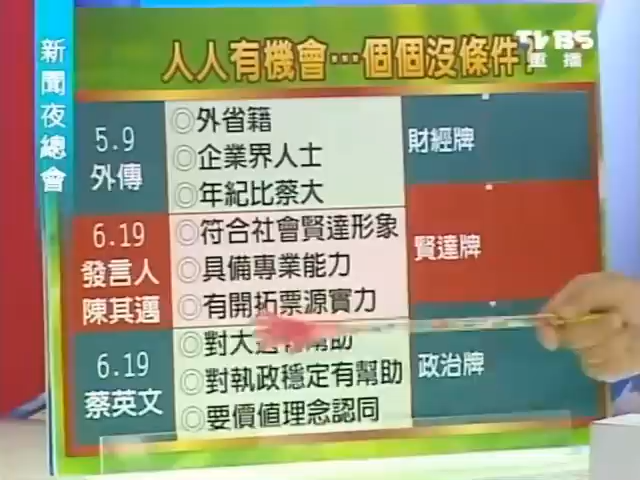 TVBS
重播
新聞夜總會
人人有機會…個個沒條件?
5.9
外傳
◎外省籍
◎企業界人士
◎年紀比蔡大
財經牌
6.19
發言人
陳其邁
◎符合社會賢達形象
◎具備專業能力
◎有開拓票源實力
賢達牌
6.19
蔡英文
◎對大
◎對執政穩定有幫助
◎要價值理念認同
政治牌